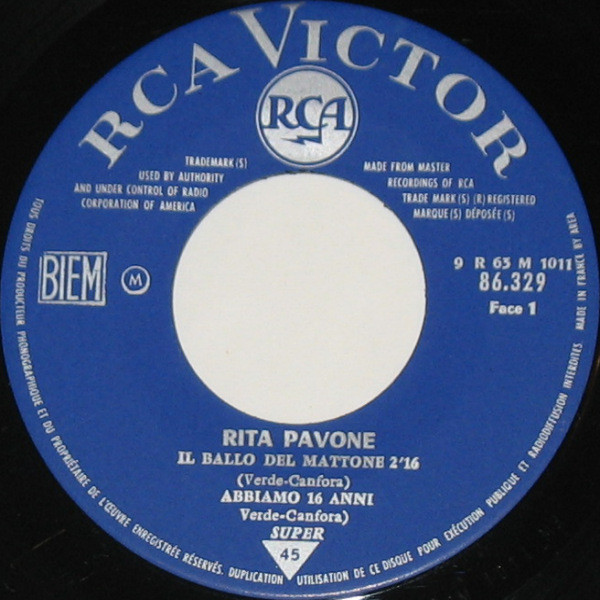 RCA VICTOR
RCA
TRADEMARK (S)
USED BY AUTHORITY
AND UNDER CONTROL OF RADIO
CORPORATION OF AMERICA
MADE FROM MASTER
RECORDINGS OF RCA
TRADE MARK (S) (R) REGISTERED
MARQUE (S) DÉPOSÉE (S)
BIEM
M
9 R 63 M 1011
86.329
Face 1
RITA PAVONE
IL BALLO DEL MATTONE 2'16
(Verde-Canfora)
ABBIAMO 16 ANNI
Verde-Canfora)
SUPER
45
TOUS DROITS DU PRODUCTEUR PHONOGRAPHIQUE ET DU PROPRIÉTAIRE DE L'ŒUVRE ENREGISTRÉE RÉSERVÉS. DUPLICATION UTILISATION DE CE DISQUE POUR EXÉCUTION PUBLIQUE ET RADIODIFFUSION INTERDITES
MADE IN FRANCE BY AREA